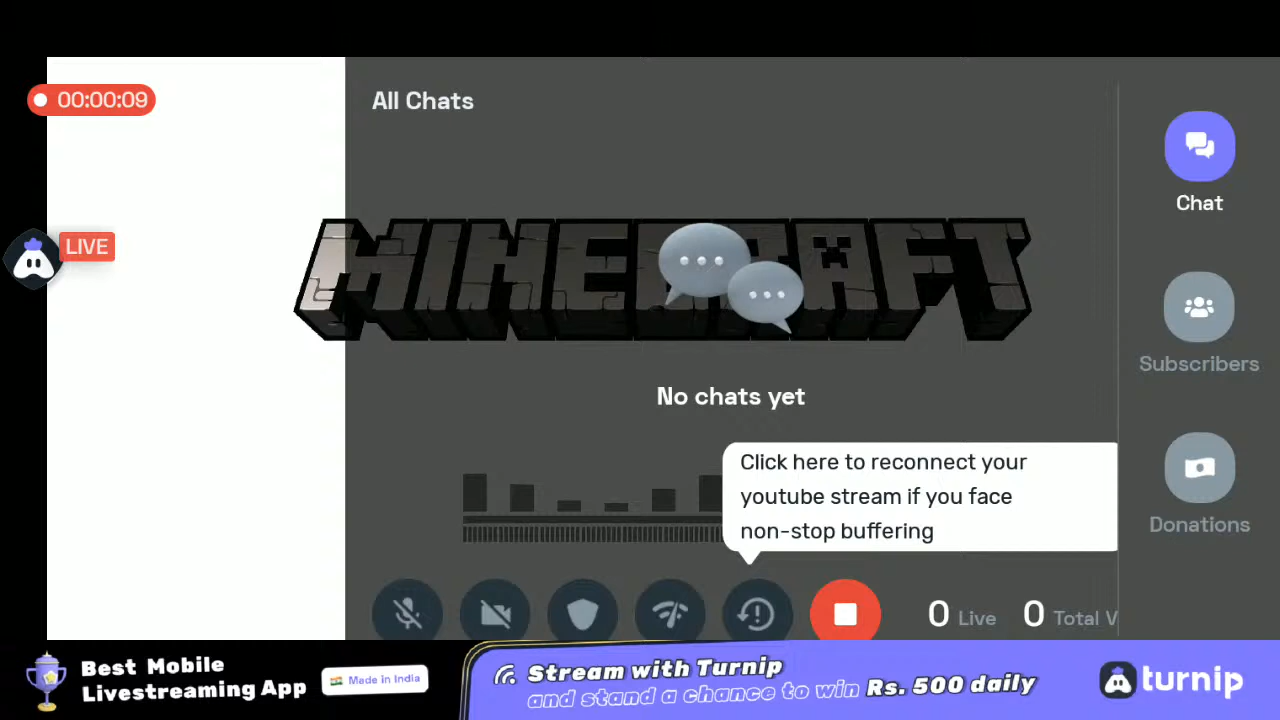 00:00:09
All Chats
Chat
LIVE
MINECRAFT
Subscribers
No chats yet
Click here to reconnect your
youtube stream if you face
non-stop buffering
Donations
0 Live 0 Total V
Best Mobile
Livestreaming App
Made in India
Stream with Turnip
and stand a chance to win Rs. 500 daily
turnip